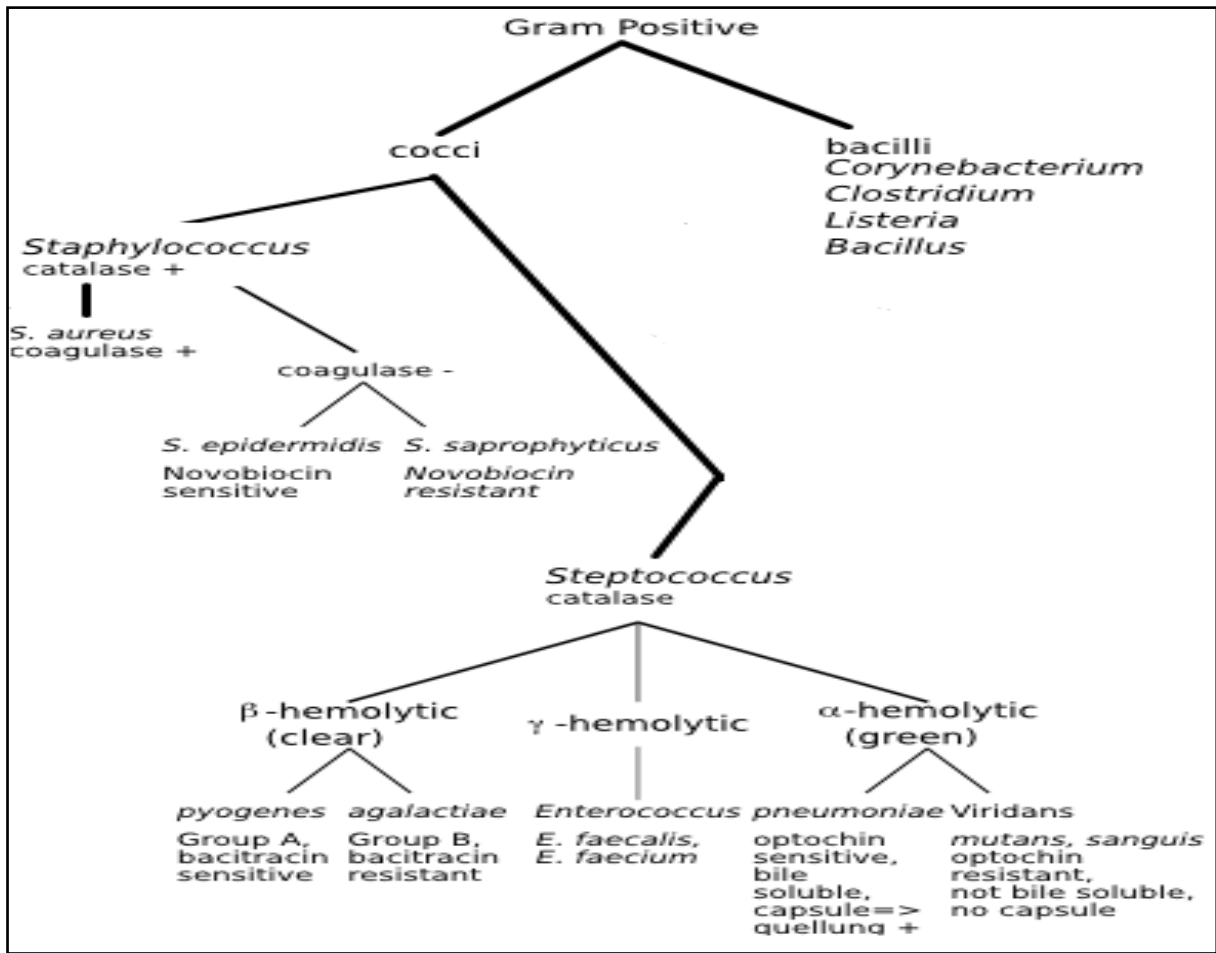 Gram Positive
cocci
bacilli
Corynebacterium
Clostridium
Listeria
Bacillus
Staphylococcus
catalase +
S. aureus
coagulase +
coagulase -
S. epidermidis
Novobiocin
sensitive
S. saprophyticus
Novobiocin
resistant
Steptococcus
catalase
β-hemolytic
(clear)
γ -hemolytic
α-hemolytic
(green)
pyogenes
Group A,
bacitracin
sensitive
agalactiae
Group B,
bacitracin
resistant
Enterococcus
E. faecalis,
E. faecium
pneumoniae
optochin
sensitive,
bile
soluble,
capsule=>
quellung +
Viridans
mutans, sanguis
optochin
resistant,
not bile soluble,
no capsule